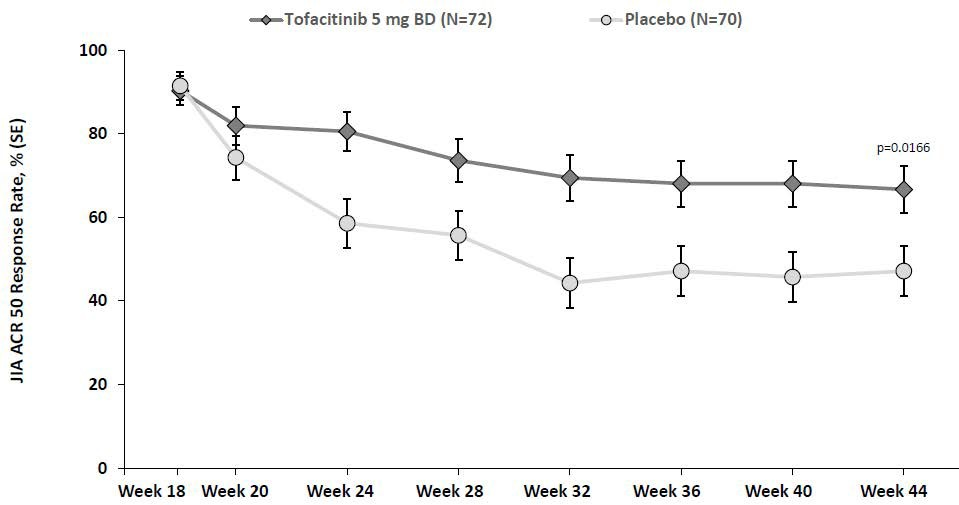 Tofacitinib 5 mg BD (N=72) Placebo (N=70)
JIA ACR 50 Response Rate, % (SE)
100
80
60
40
20
0
p=0.0166
Week 18 Week 20 Week 24 Week 28 Week 32 Week 36 Week 40 Week 44